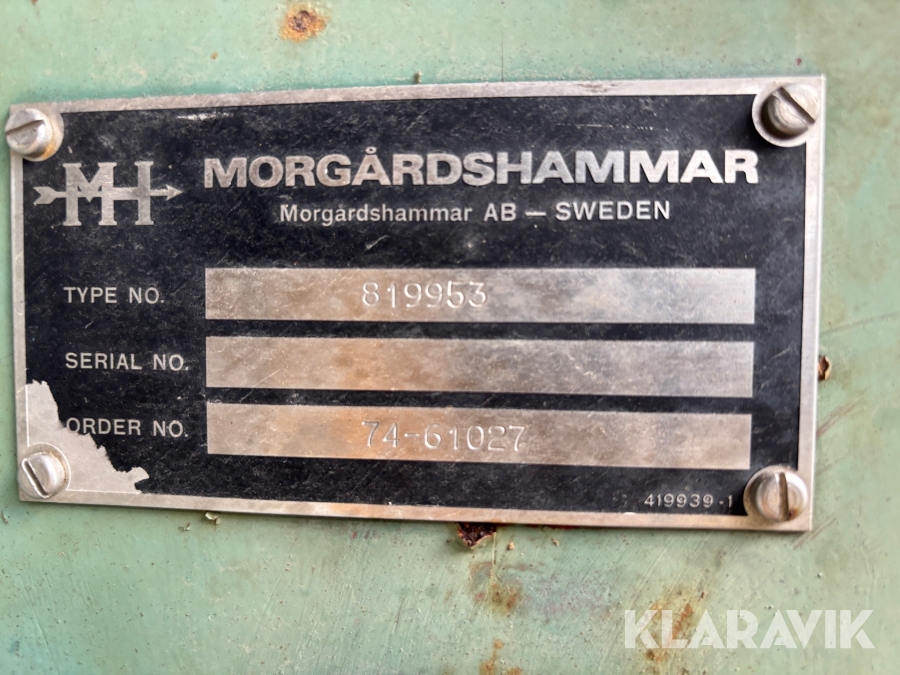 MH MORGÅRDSHAMMAR
Morgårdshammar AB — SWEDEN
TYPE NO. 819953
SERIAL NO.
ORDER NO. 74-61027
419939-1
KLARAVIK